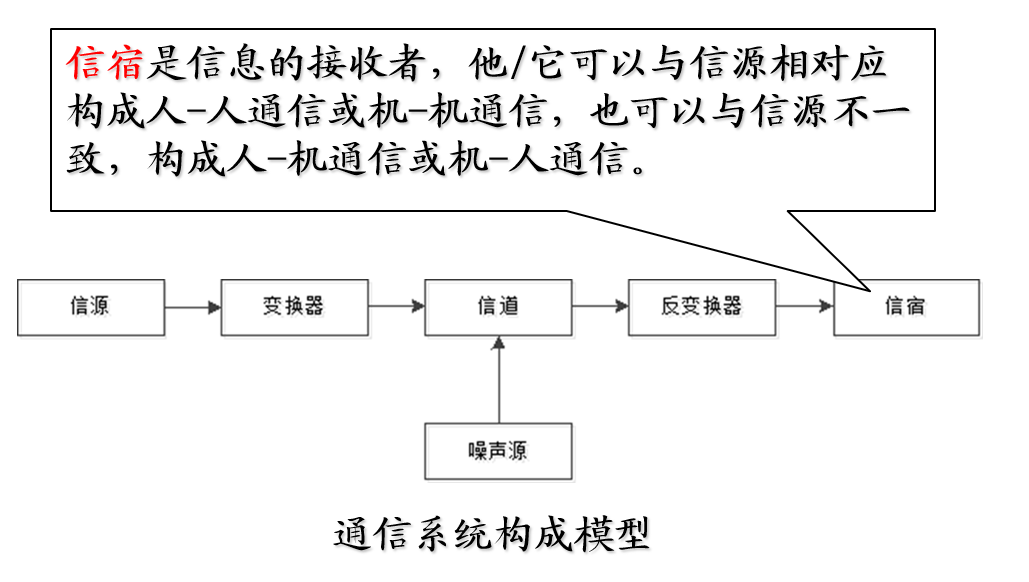 信宿是信息的接收者，他/它可以与信源相对应
构成人-人通信或机-机通信，也可以与信源不一
致，构成人-机通信或机-人通信。
信源
变换器
信道
反变换器
信宿
噪声源
通信系统构成模型